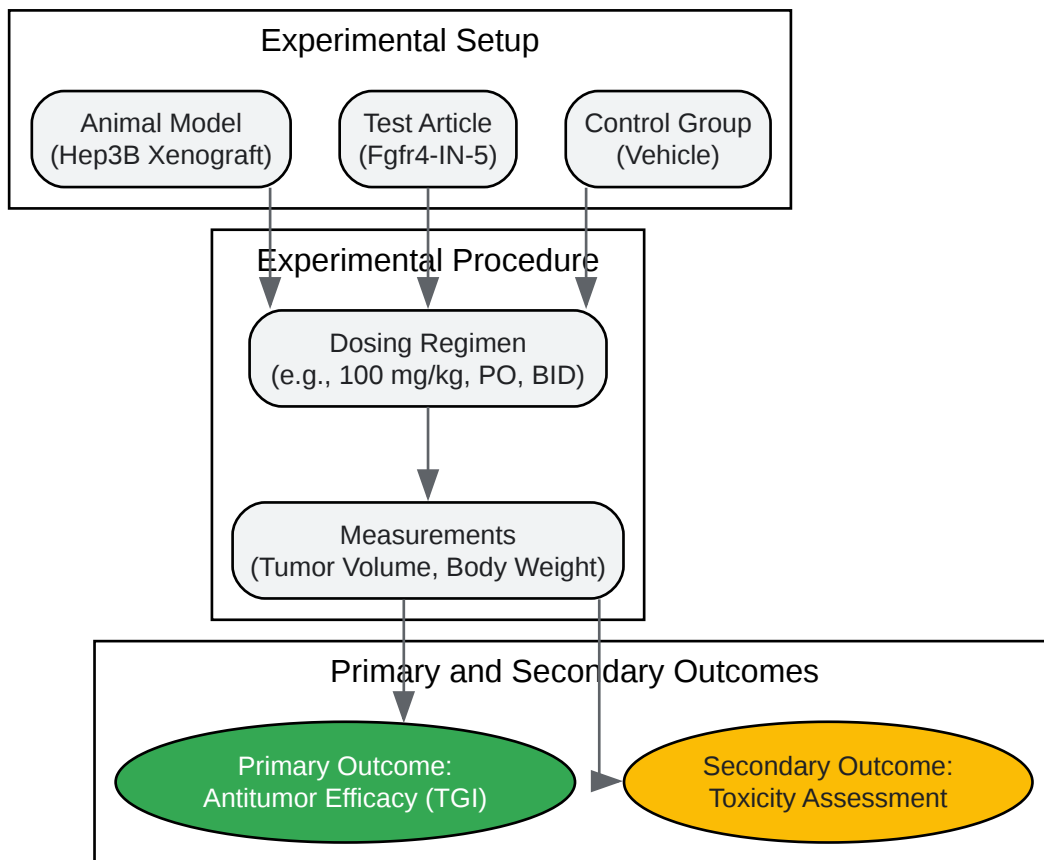 Experimental Setup
Animal Model
(Hep3B Xenograft)
Test Article
(Fgfr4-IN-5)
Control Group
(Vehicle)
Experimental Procedure
Dosing Regimen
(e.g., 100 mg/kg, PO, BID)
Measurements
(Tumor Volume, Body Weight)
Primary and Secondary Outcomes
Primary Outcome:
Antitumor Efficacy (TGI)
Secondary Outcome:
Toxicity Assessment